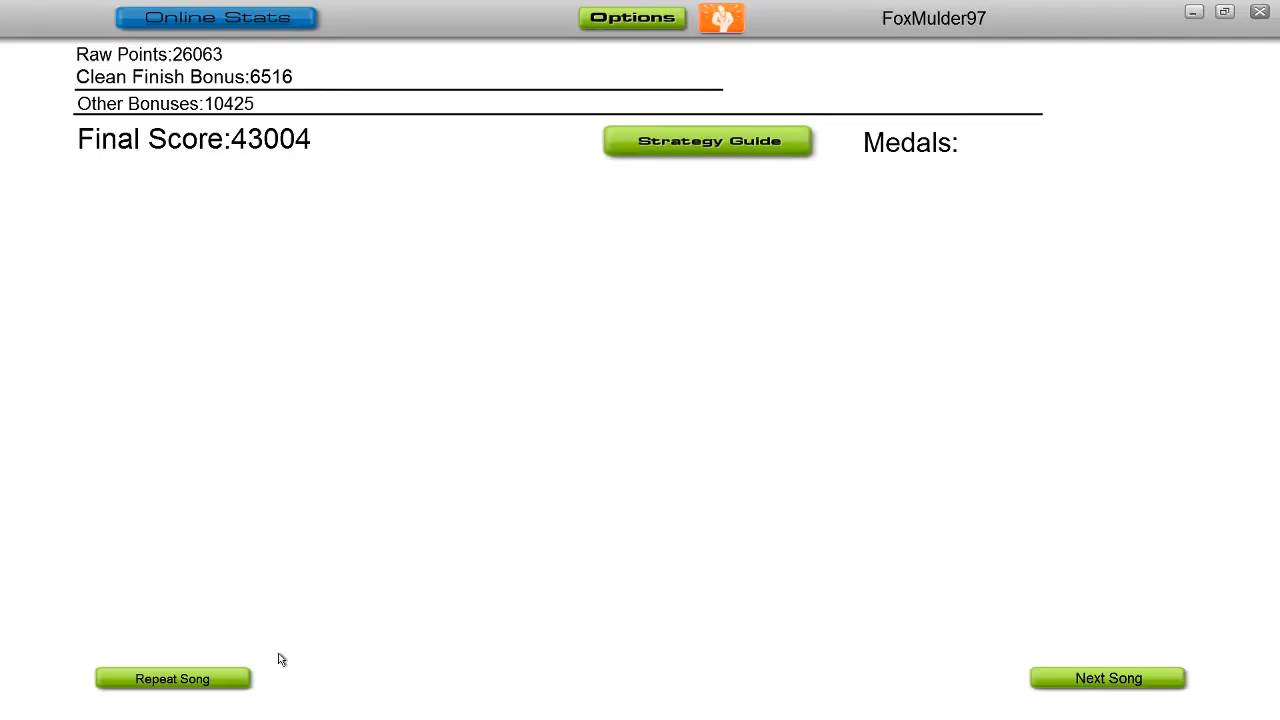 Online Stats
Options
FoxMulder97
Raw Points:26063
Clean Finish Bonus:6516
Other Bonuses:10425
Final Score:43004
Strategy Guide
Medals:
Repeat Song
Next Song